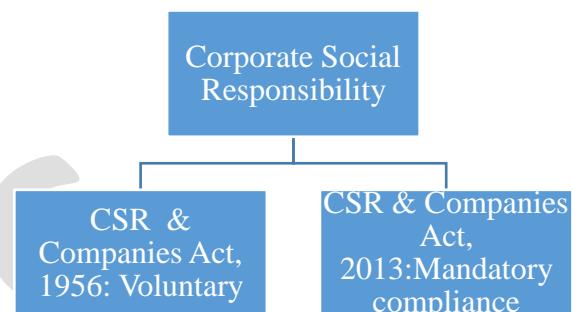 Corporate Social
Responsibility
CSR &
Companies Act,
1956: Voluntary
CSR & Companies
Act,
2013:Mandatory
compliance